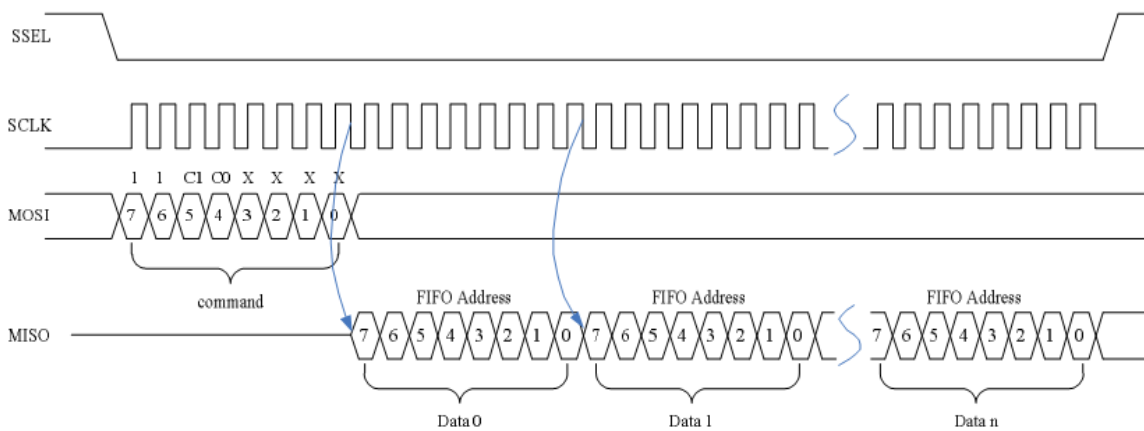 SSEL
SCLK
1 1 C1 C0 X X X X
MOSI 7 6 5 4 3 2 1 0
command
FIFO Address FIFO Address FIFO Address
MISO 7 6 5 4 3 2 1 0 7 6 5 4 3 2 1 0 7 6 5 4 3 2 1 0
Data 0 Data 1 Data n